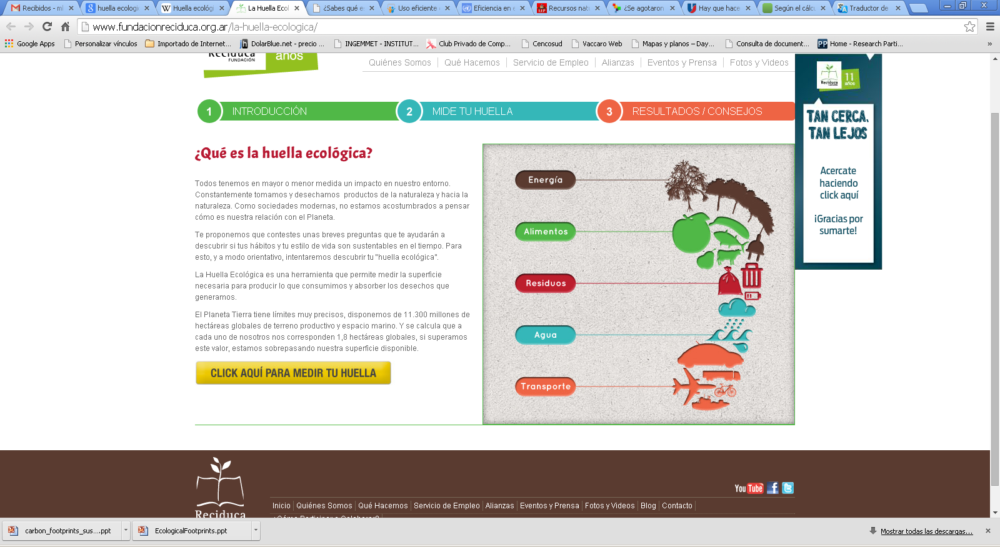 Recibidos - mi
huella ecologi
Huella ecológ
La Huella Ecol
¿Sabes qué e
Uso eficiente
Eficiencia en e
Recursos nat
¿Se agotaron
Hay que hace
Según el cálc
Traductor de
www.fundacionreciduca.org.ar/la-huella-ecologica/
Google Apps
Personalizar vínculos
Importado de Internet...
DolarBlue.net - precio ...
INGEMMET - INSTITUT...
Club Privado de Comp...
Cencosud
Vaccaro Web
Mapas y planos – Day...
Consulta de document...
Home - Research Parti...
»
Reciduca
FUNDACIÓN
años
Quiénes Somos
Qué Hacemos
Servicio de Empleo
Alianzas
Eventos y Prensa
Fotos y Videos
1 INTRODUCCIÓN
2 MIDE TU HUELLA
3 RESULTADOS / CONSEJOS
Reciduca
11
años
TAN CERCA.
TAN LEJOS
Acercate
haciendo
click aquí
¡Gracias por
sumarte!
¿Qué es la huella ecológica?
Todos tenemos en mayor o menor medida un impacto en nuestro entorno.
Constantemente tomamos y desechamos productos de la naturaleza y hacia la
naturaleza. Como sociedades modernas, no estamos acostumbrados a pensar
cómo es nuestra relación con el Planeta.
Te proponemos que contestes unas breves preguntas que te ayudarán a
descubrir si tus hábitos y tu estilo de vida son sustentables en el tiempo. Para
esto, y a modo orientativo, intentaremos descubrir tu "huella ecológica".
La Huella Ecológica es una herramienta que permite medir la superficie
necesaria para producir lo que consumimos y absorber los desechos que
generamos.
El Planeta Tierra tiene límites muy precisos, disponemos de 11.300 millones de
hectáreas globales de terreno productivo y espacio marino. Y se calcula que a
cada uno de nosotros nos corresponden 1,8 hectáreas globales, si superamos
este valor, estamos sobrepasando nuestra superficie disponible.
CLICK AQUÍ PARA MEDIR TU HUELLA
Energía
Alimentos
Residuos
Agua
Transporte
Reciduca
You Tube
Inicio
Quiénes Somos
Qué Hacemos
Servicio de Empleo
Alianzas
Eventos y Prensa
Fotos y Videos
Blog
Contacto
¿Cómo Participar o Colaborar?
carbon_footprints_sus....ppt
EcologicalFootprints.ppt
Mostrar todas las descargas...